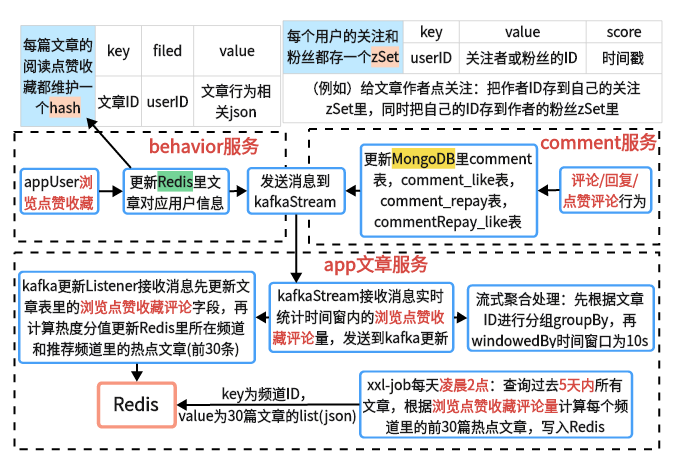 每篇文章的
阅读点赞收
藏都维护一
个hash
key
filed
value
文章ID
userID
文章行为相
关json
每个用户的关注和
粉丝都存一个zSet
key
value
score
userID
关注者或粉丝的ID
时间戳
（例如）给文章作者点关注：把作者ID存到自己的关注
zSet里，同时把自己的ID存到作者的粉丝zSet里
behavior服务
appUser浏
览点赞收藏
更新Redis里文
章对应用户信息
发送消息到
kafkaStream
comment服务
更新MongoDB里comment
表，comment_like表，
comment_repay表，
commentRepay_like表
评论/回复/
点赞评论行为
app文章服务
kafka更新Listener接收消息先更新文
章表里的浏览点赞收藏评论字段，再
计算热度分值更新Redis里所在频道
和推荐频道里的热点文章(前30条)
kafkaStream接收消息实时
统计时间窗内的浏览点赞收
藏评论量，发送到kafka更新
流式聚合处理：先根据文章
ID进行分组groupBy，再
windowedBy时间窗口为10s
Redis
key为频道ID，
value为30篇文章的list(json)
xxl-job每天凌晨2点：查询过去5天内所有
文章，根据浏览点赞收藏评论量计算每个频
道里的前30篇热点文章，写入Redis